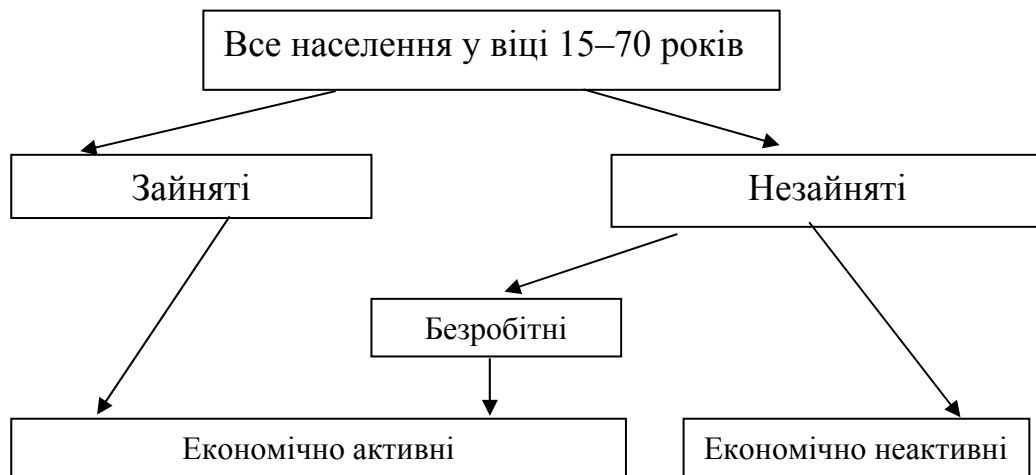 Все населення у віці 15–70 років
Зайняті
Незайняті
Безробітні
Економічно активні
Економічно неактивні